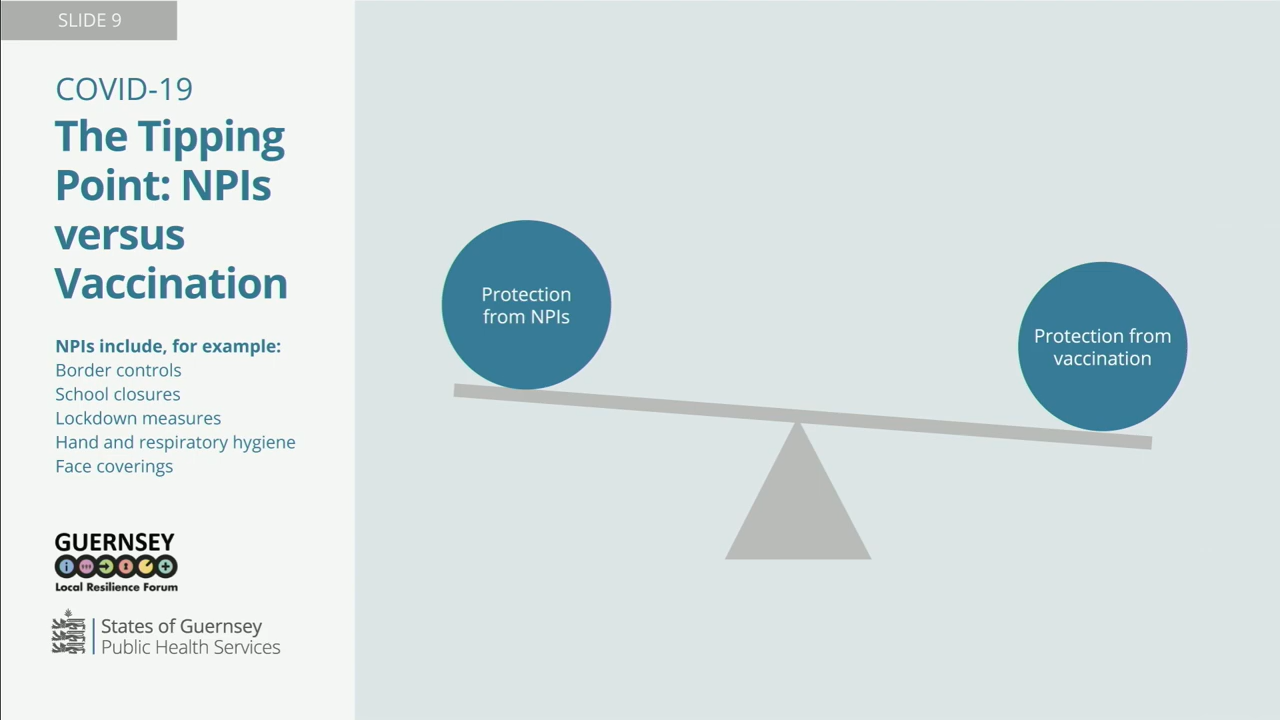 SLIDE 9
COVID-19
The Tipping
Point: NPIs
versus
Vaccination
NPIs include, for example:
Border controls
School closures
Lockdown measures
Hand and respiratory hygiene
Face coverings
GUERNSEY
Local Resilience Forum
States of Guernsey
Public Health Services
Protection
from NPIs
Protection from
vaccination